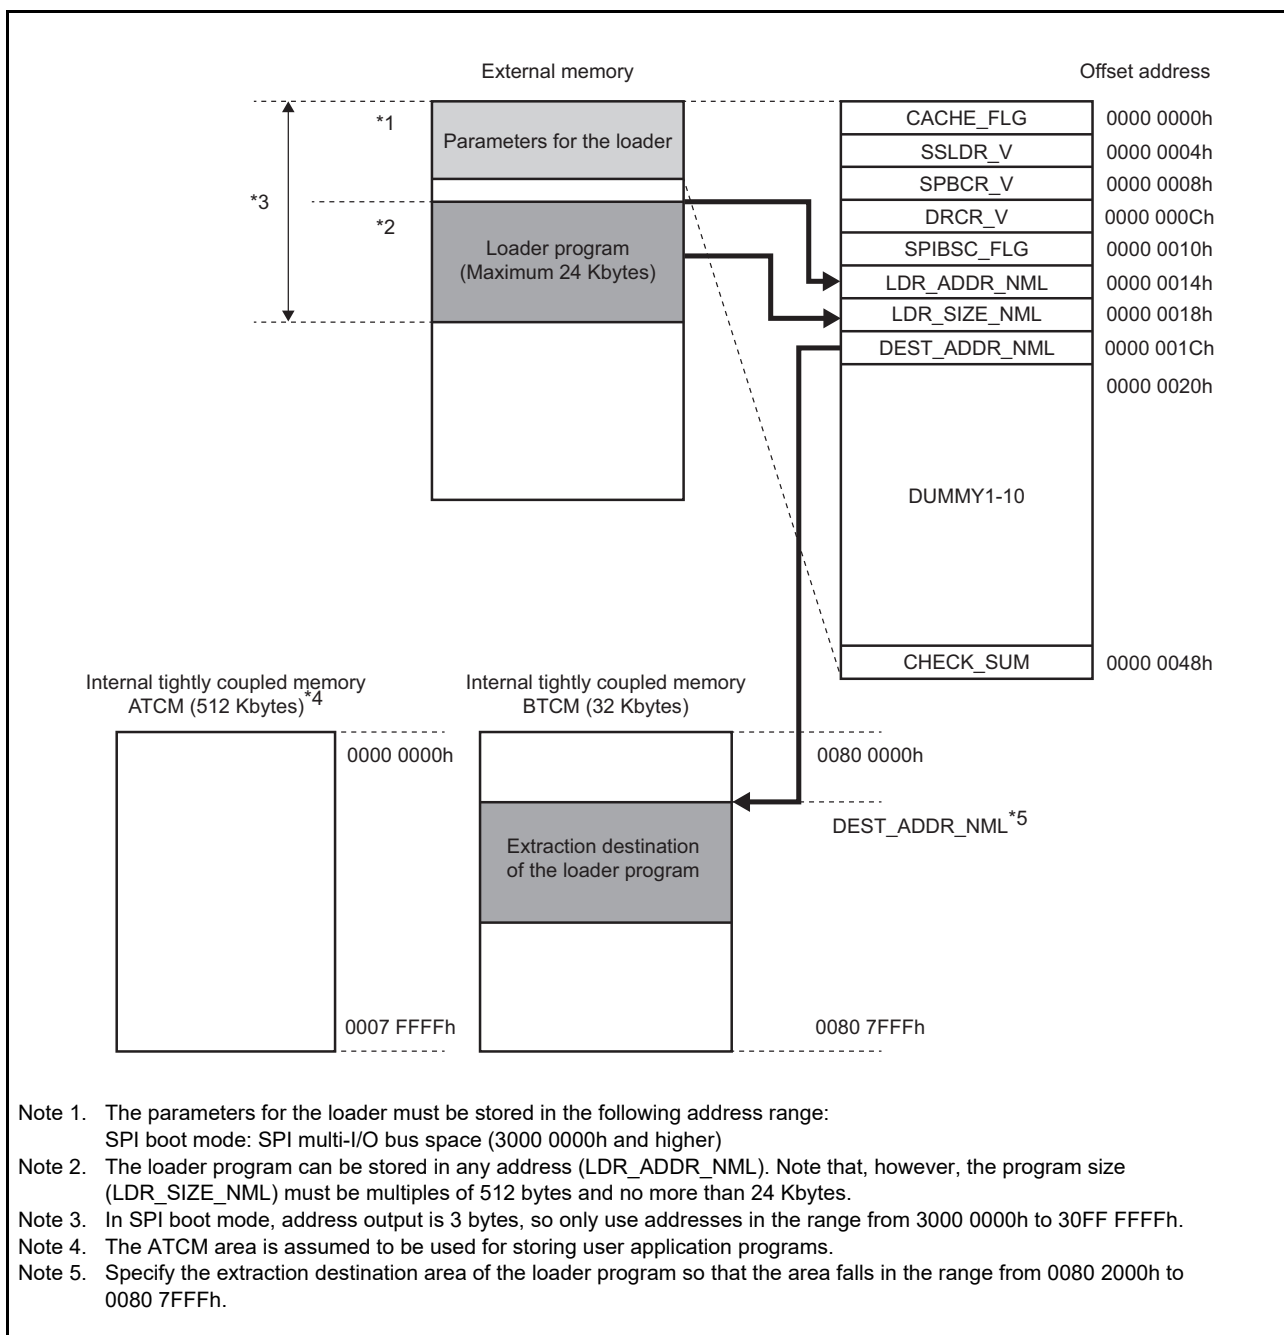 External memory
Offset address
*1
Parameters for the loader
*3
*2
Loader program
(Maximum 24 Kbytes)
CACHE_FLG 0000 0000h
SSLDR_V 0000 0004h
SPBCR_V 0000 0008h
DRCR_V 0000 000Ch
SPIBSC_FLG 0000 0010h
LDR_ADDR_NML 0000 0014h
LDR_SIZE_NML 0000 0018h
DEST_ADDR_NML 0000 001Ch
0000 0020h
DUMMY1-10
CHECK_SUM 0000 0048h
Internal tightly coupled memory
ATCM (512 Kbytes)*4
0000 0000h
0007 FFFFh
Internal tightly coupled memory
BTCM (32 Kbytes)
0080 0000h
DEST_ADDR_NML*5
Extraction destination
of the loader program
0080 7FFFh
Note 1. The parameters for the loader must be stored in the following address range:
SPI boot mode: SPI multi-I/O bus space (3000 0000h and higher)
Note 2. The loader program can be stored in any address (LDR_ADDR_NML). Note that, however, the program size
(LDR_SIZE_NML) must be multiples of 512 bytes and no more than 24 Kbytes.
Note 3. In SPI boot mode, address output is 3 bytes, so only use addresses in the range from 3000 0000h to 30FF FFFFh.
Note 4. The ATCM area is assumed to be used for storing user application programs.
Note 5. Specify the extraction destination area of the loader program so that the area falls in the range from 0080 2000h to
0080 7FFFh.